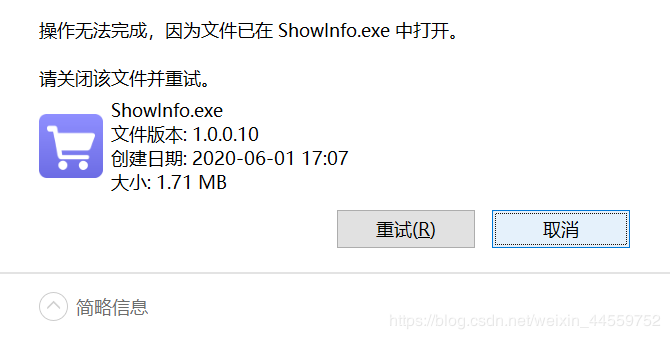 操作无法完成，因为文件已在 ShowInfo.exe 中打开。
请关闭该文件并重试。
ShowInfo.exe
文件版本: 1.0.0.10
创建日期: 2020-06-01 17:07
大小: 1.71 MB
重试(R) 取消
简略信息
https://blog.csdn.net/weixin_44559752